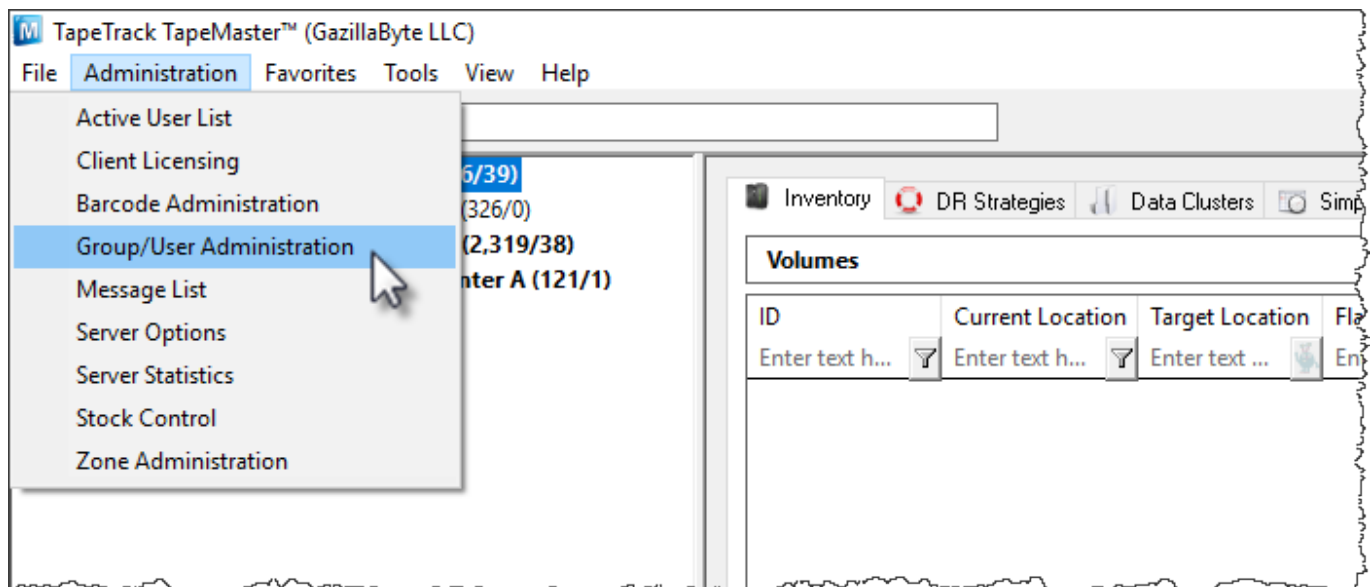 TapeTrack TapeMaster™ (GazillaByte LLC)
File Administration Favorites Tools View Help
Active User List
Client Licensing
Barcode Administration
Group/User Administration
Message List
Server Options
Server Statistics
Stock Control
Zone Administration
6/39)
(326/0)
(2,319/38)
nter A (121/1)
Inventory DR Strategies Data Clusters Simp
Volumes
ID Current Location Target Location Fla
Enter text h... Enter text h... Enter text ... En